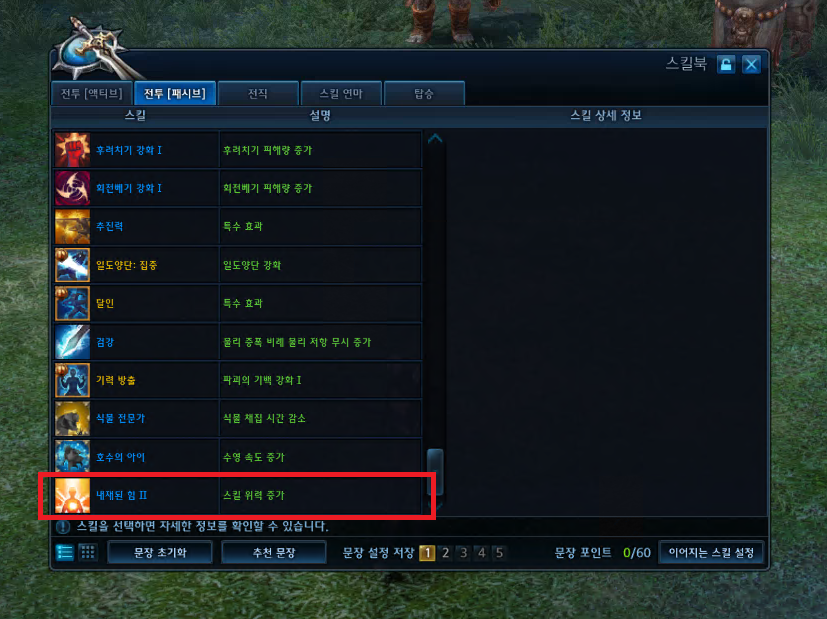 스킬북
전투 [액티브] 전투 [패시브] 전직 스킬 연마 탑승
스킬 설명 스킬 상세 정보
후려치기 강화 I 후려치기 피해량 증가
회전베기 강화 I 회전베기 피해량 증가
추진력 특수 효과
일도양단: 집중 일도양단 강화
달인 특수 효과
검강 물리 증폭 비례 물리 저항 무시 증가
기력 방출 파괴의 기백 강화 I
식물 전문가 식물 채집 시간 감소
호수의 아이 수영 속도 증가
내재된 힘 II 스킬 위력 증가
스킬을 선택하면 자세한 정보를 확인할 수 있습니다.
문장 초기화 추천 문장 문장 설정 저장 1 2 3 4 5 문장 포인트 0/60 이어지는 스킬 설정